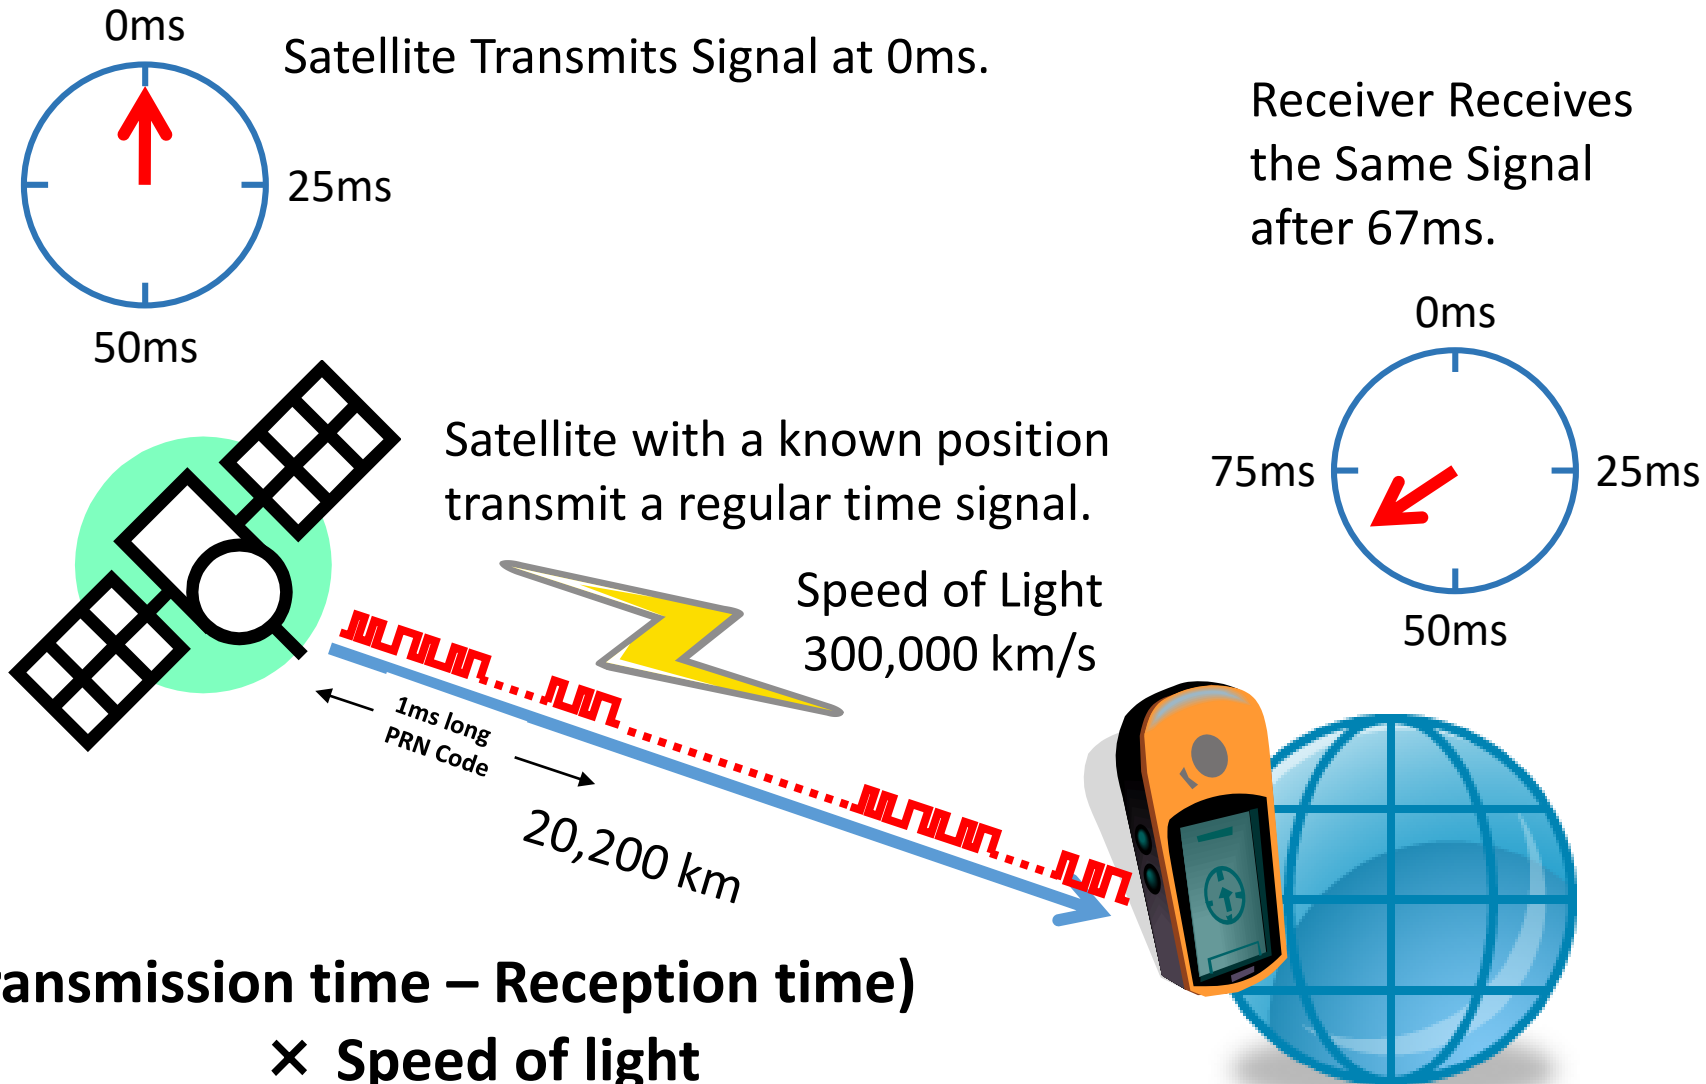 0ms
Satellite Transmits Signal at 0ms.
25ms
50ms
Receiver Receives
the Same Signal
after 67ms.
0ms
75ms
25ms
50ms
Satellite with a known position
transmit a regular time signal.
Speed of Light
300,000 km/s
1ms long
PRN Code
20,200 km
ansmission time – Reception time)
× Speed of light